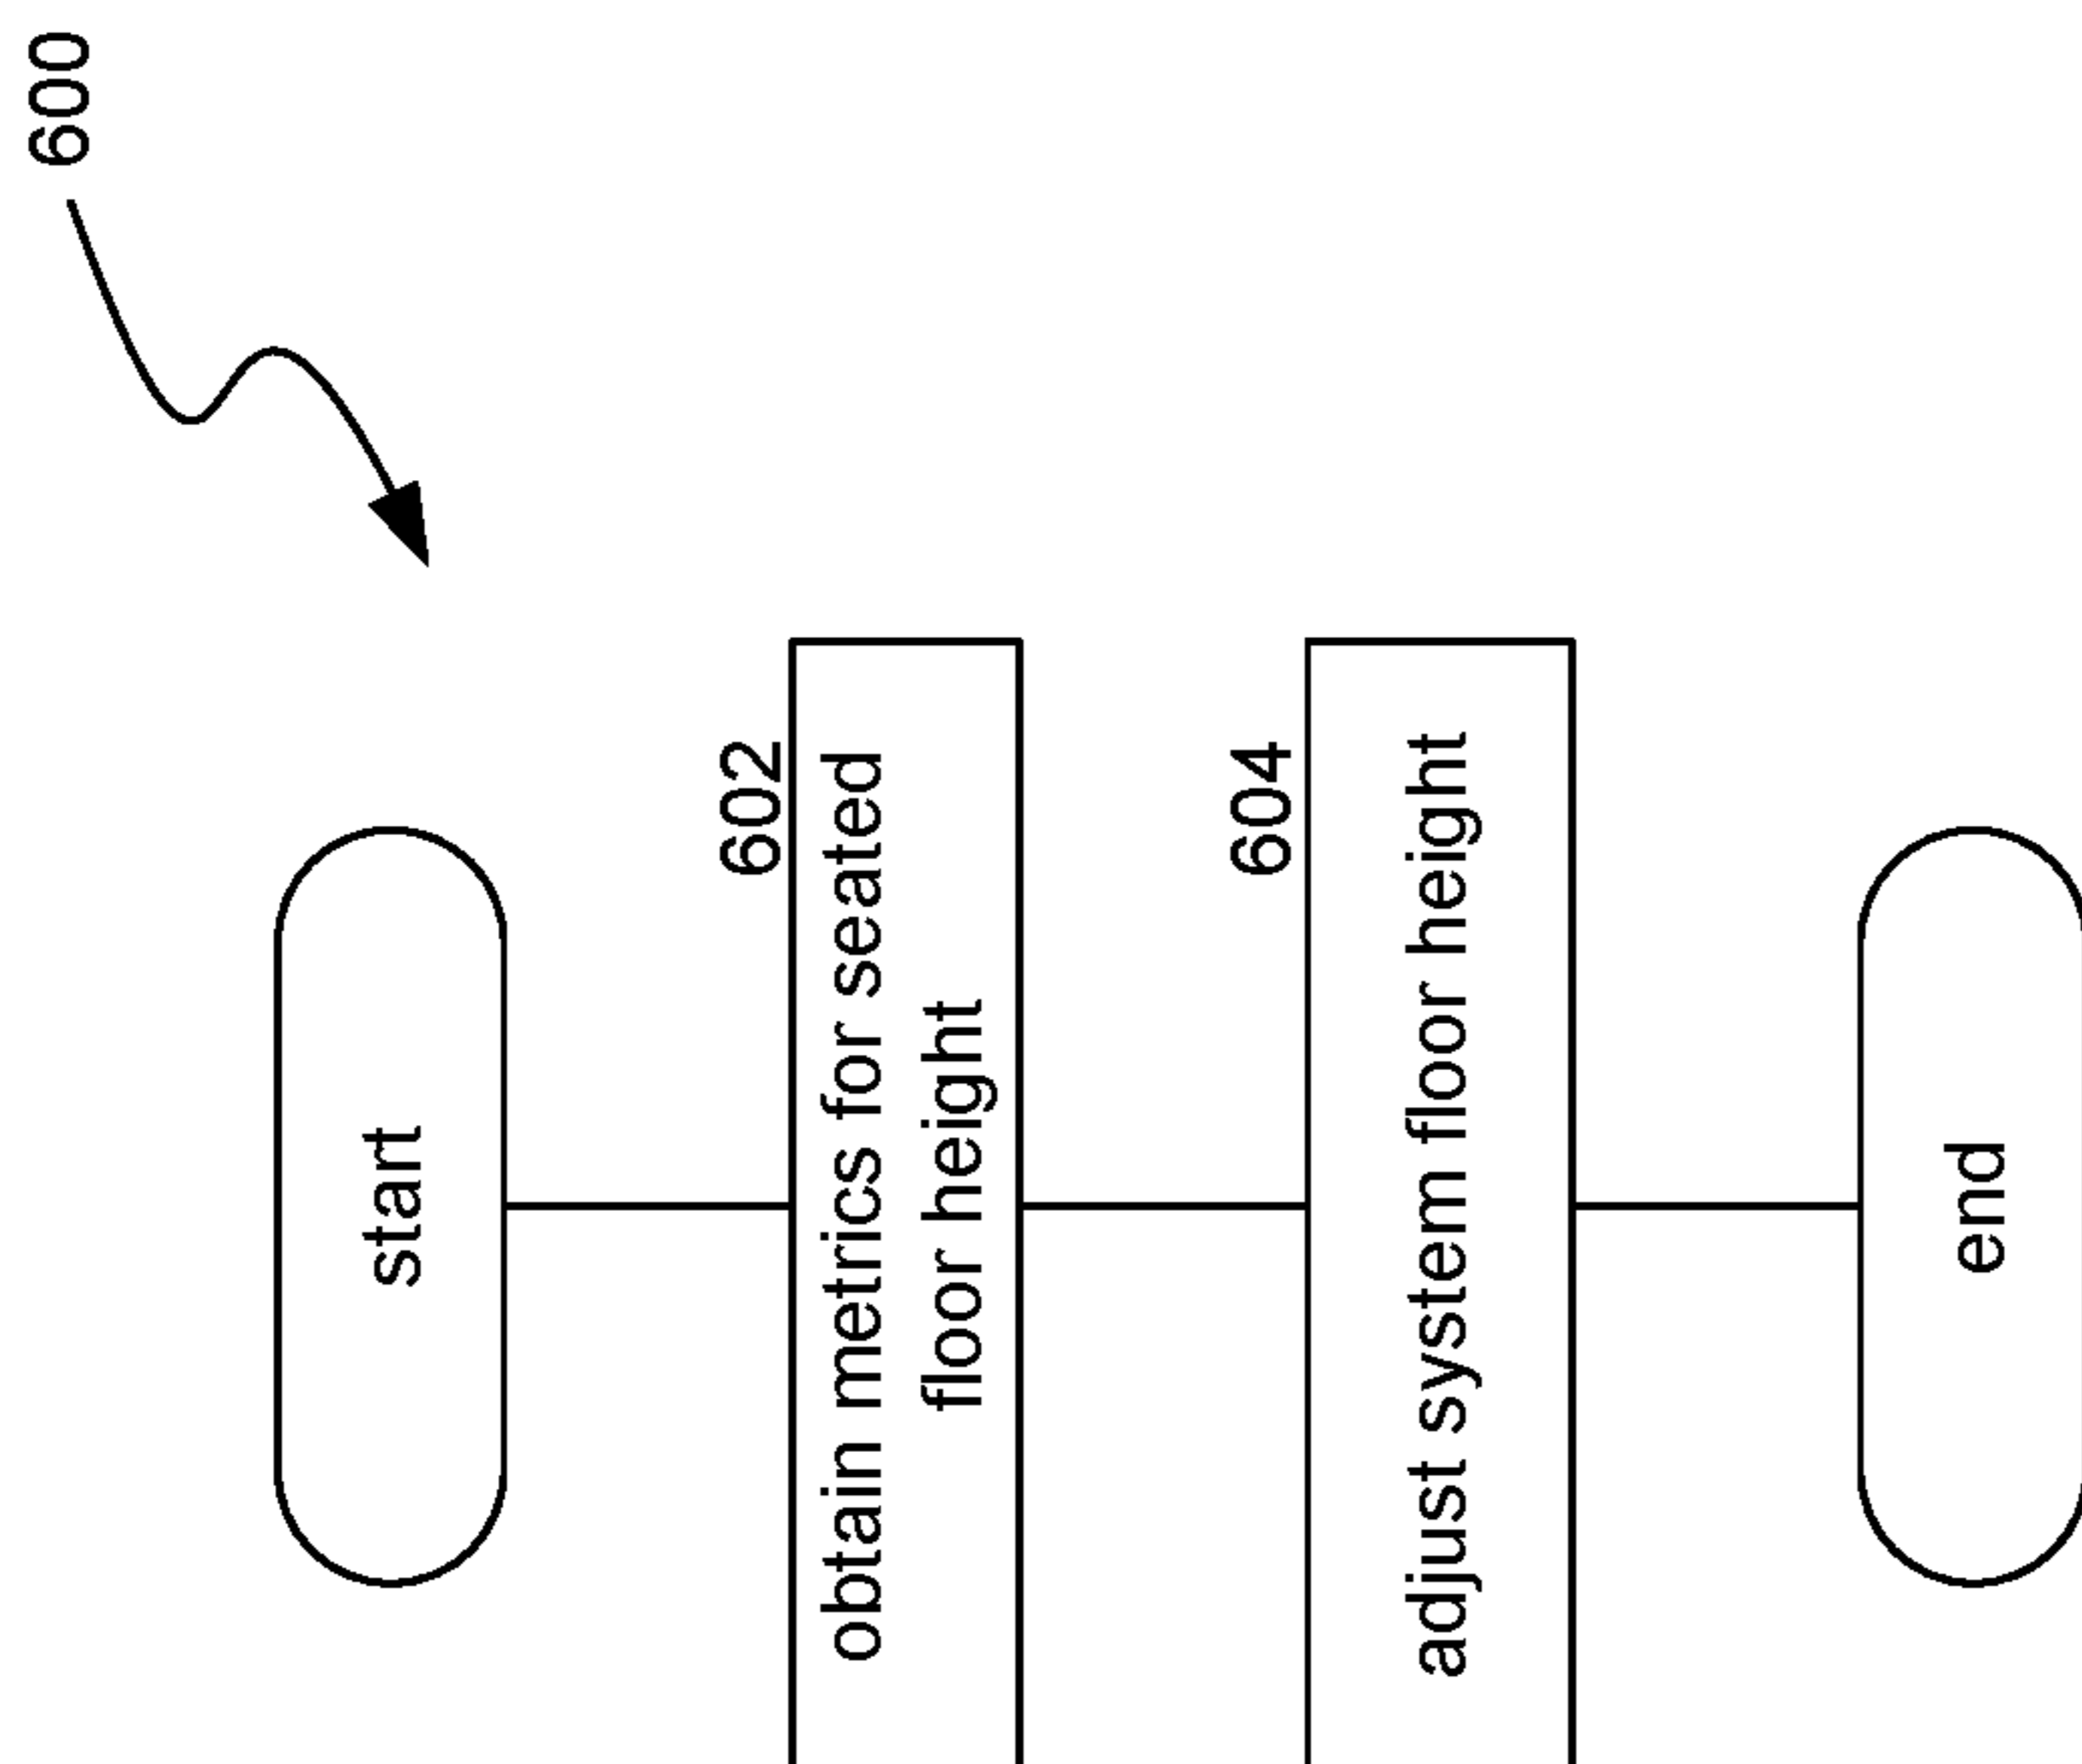 600
start
602
obtain metrics for seated
floor height
604
adjust system floor height
end